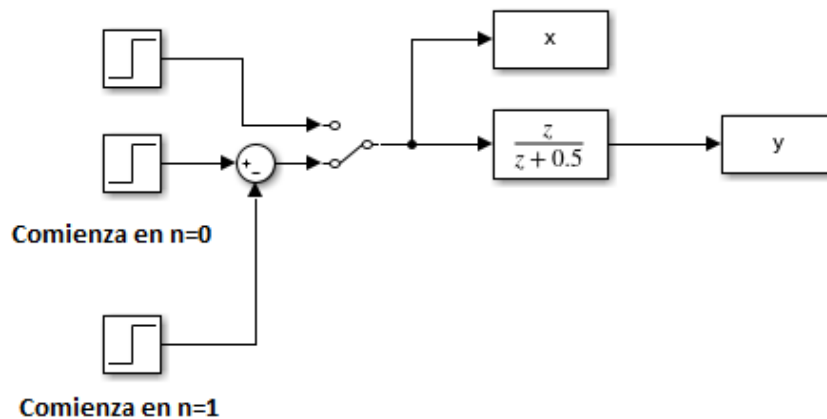 x
z
z + 0.5
y
+
-
Comienza en n=0
Comienza en n=1